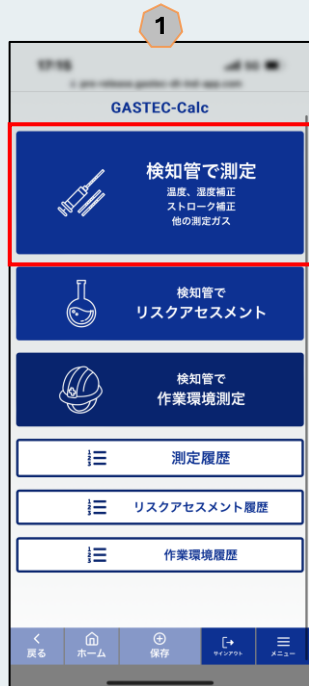 1
17:15
GASTEC-Calc
検知管で測定
温度、湿度補正
ストローク補正
他の測定ガス
検知管で
リスクアセスメント
検知管で
作業環境測定
測定履歴
リスクアセスメント履歴
作業環境履歴
戻る
ホーム
保存
サインアウト
メニュー